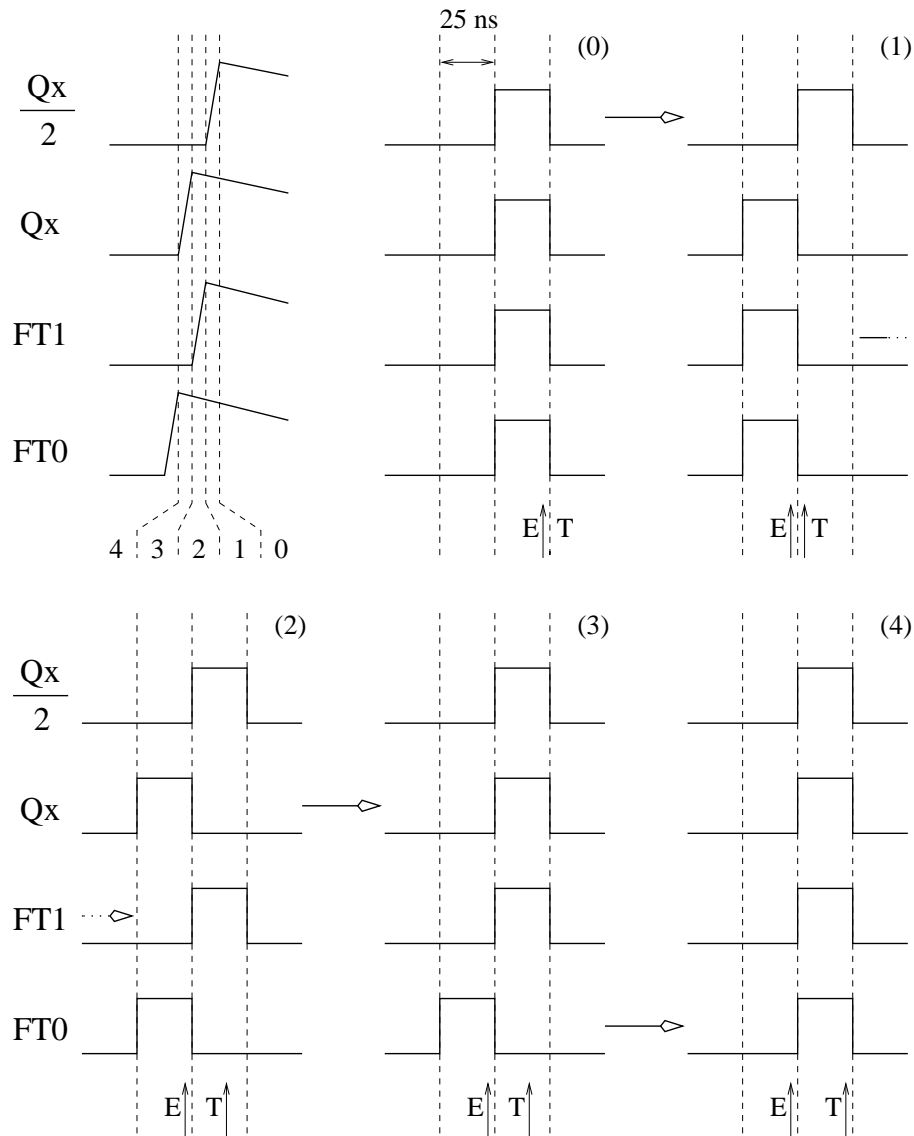 25 ns
(0)
(1)
Qx
2
Qx
FT1
FT0
4 3 2 1 0
E T
E T
(2)
(3)
(4)
Qx
2
Qx
FT1
FT0
E T
E T
E T